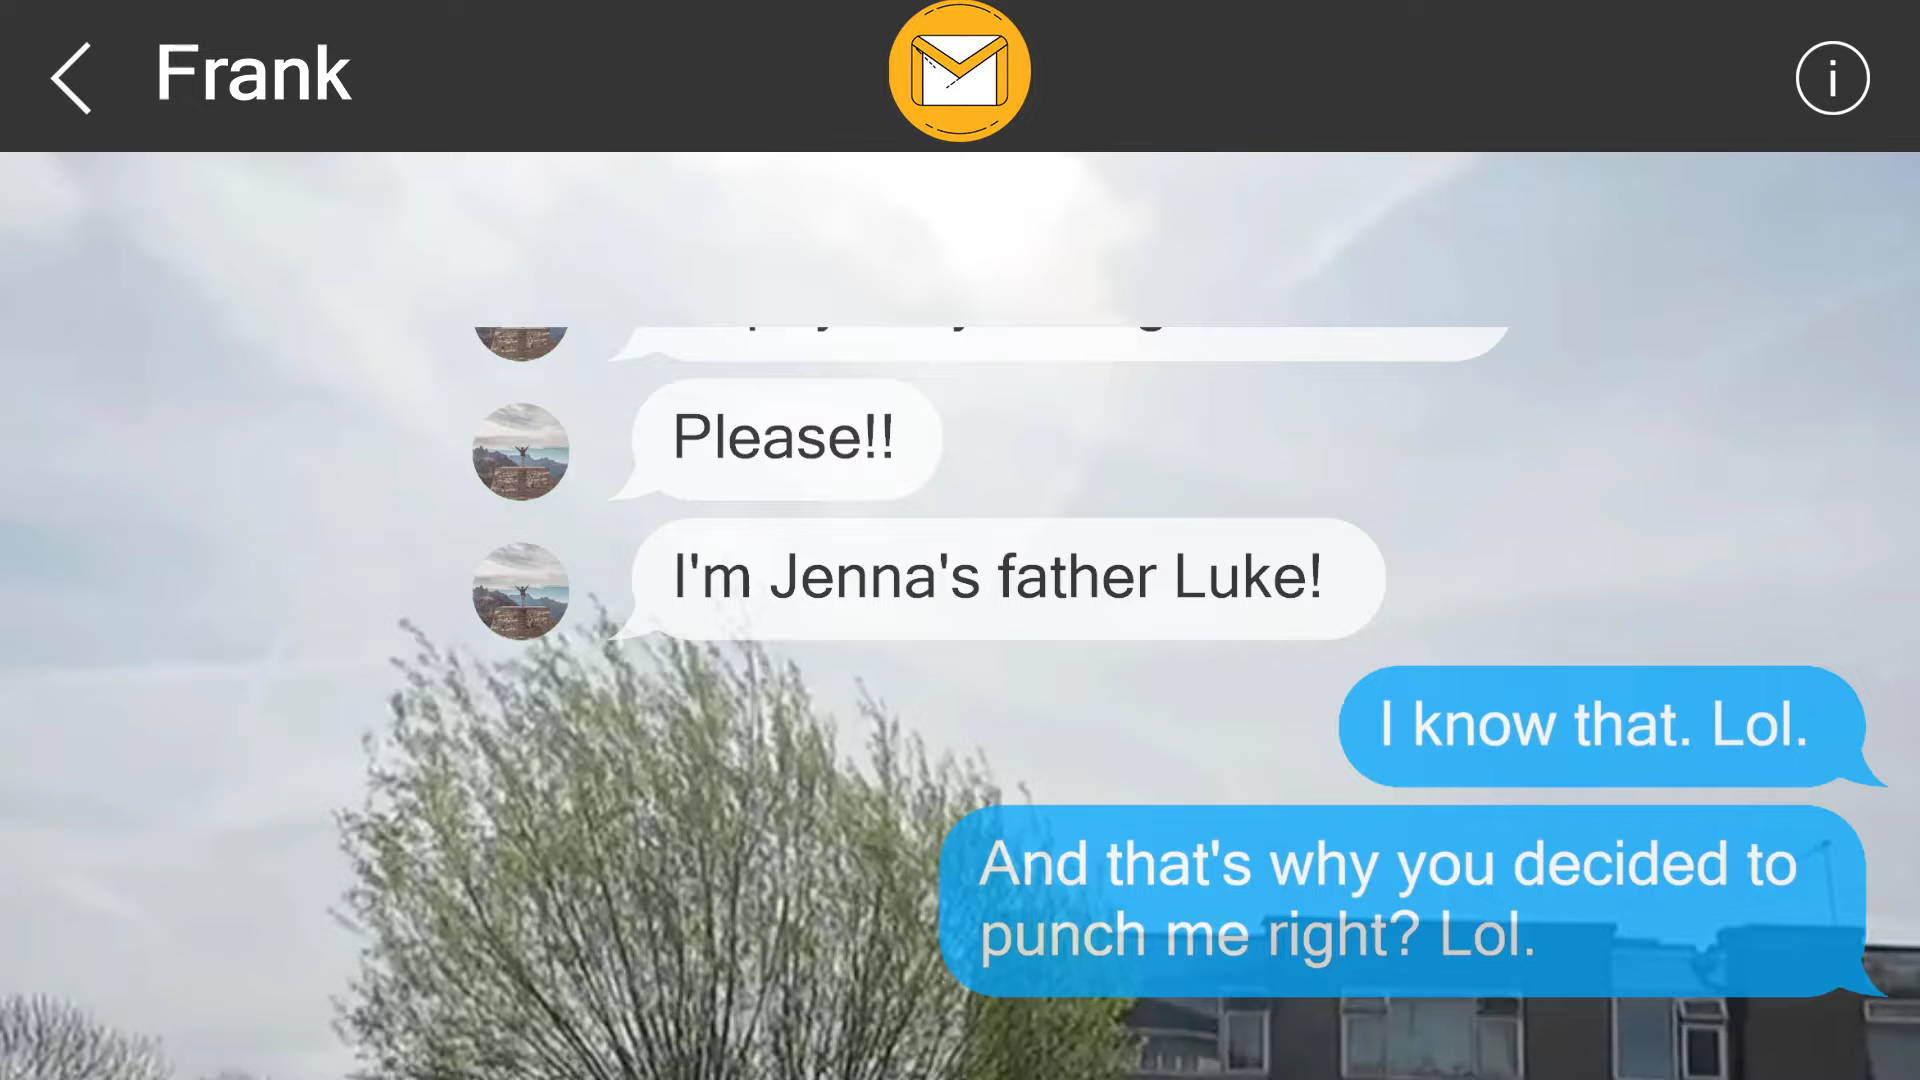 Frank
i
Please!!
I'm Jenna's father Luke!
I know that. Lol.
And that's why you decided to
punch me right? Lol.